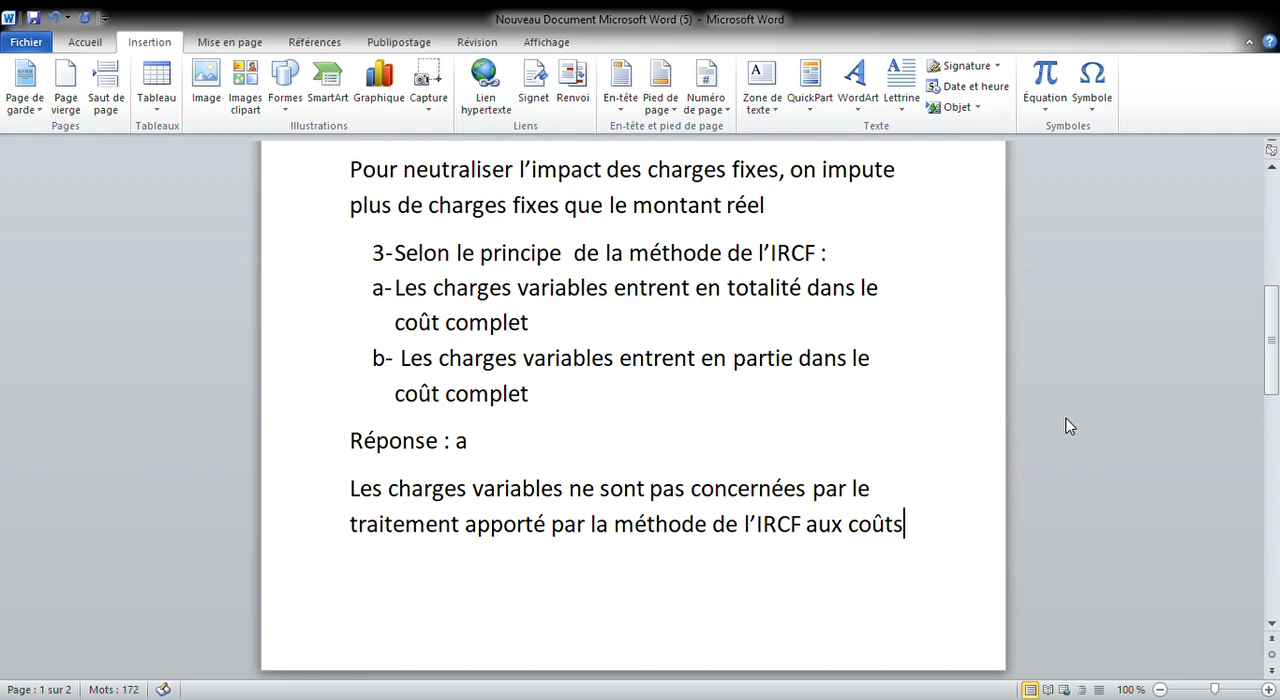 Nouveau Document Microsoft Word (5) - Microsoft Word
Fichier Accueil Insertion Mise en page Références Publipostage Révision Affichage
Page de garde Page vierge Saut de page Tableau Image Images clipart Formes SmartArt Graphique Capture Lien hypertexte Signet Renvoi En-tête Pied de page Numéro de page Zone de texte QuickPart WordArt Lettrine Signature Date et heure Objet Équation Symbole
Pages Tableaux Illustrations Liens En-tête et pied de page Texte Symboles
Pour neutraliser l’impact des charges fixes, on impute
plus de charges fixes que le montant réel
3-Selon le principe de la méthode de l’IRCF :
a-Les charges variables entrent en totalité dans le
coût complet
b- Les charges variables entrent en partie dans le
coût complet
Réponse : a
Les charges variables ne sont pas concernées par le
traitement apporté par la méthode de l’IRCF aux coûts
Page : 1 sur 2 Mots : 172 100 %